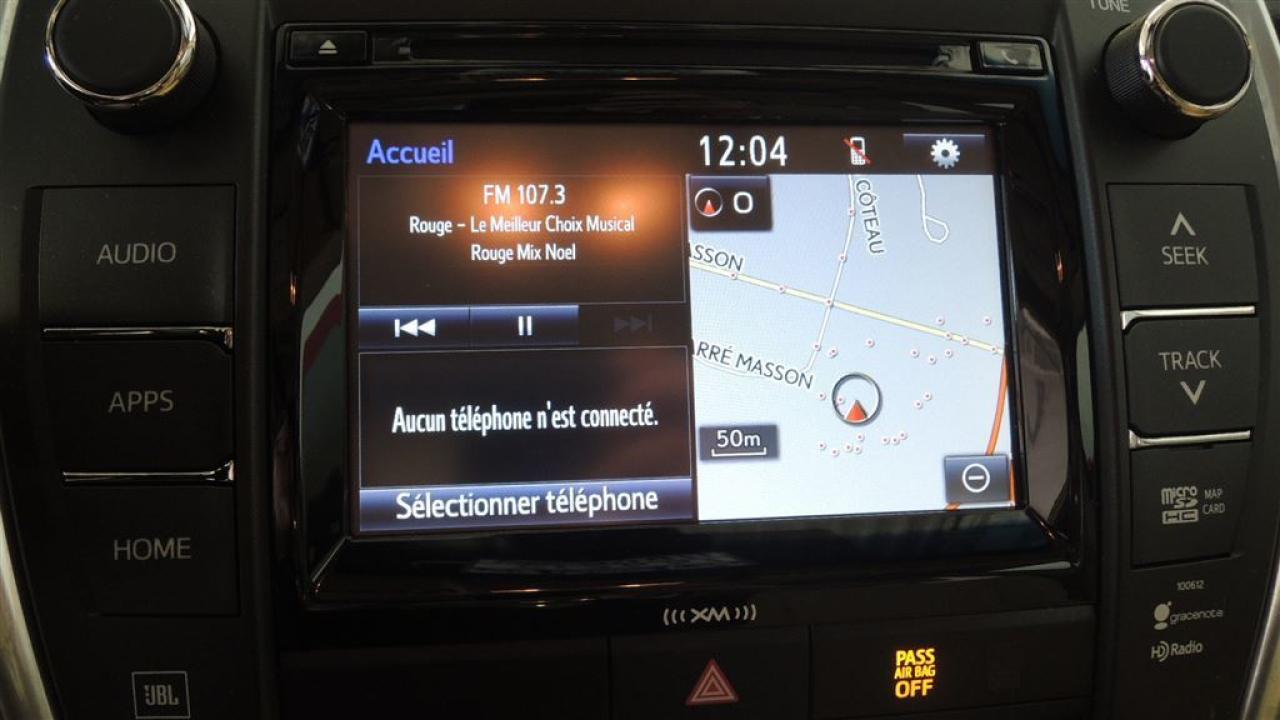 TUNE
AUDIO
APPS
HOME
JBL
Accueil
12:04
FM 107.3
Rouge - Le Meilleur Choix Musical
Rouge Mix Noel
Aucun téléphone n'est connecté.
Sélectionner téléphone
0
CÔTEAU
ASSON
ARRÉ MASSON
50m
SEEK
TRACK
micro
SD
HC
MAP
CARD
100612
gracenote
HD Radio
((( XM )))
PASS
AIR BAG
OFF